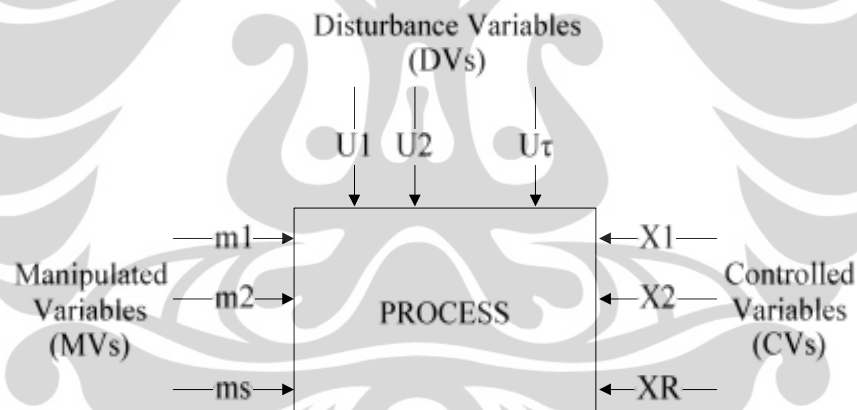 Disturbance Variables
(DVs)
U1 U2 Uτ
m1 X1
Manipulated
Variables
(MVs)
Controlled
Variables
(CVs)
m2 PROCESS X2
ms XR